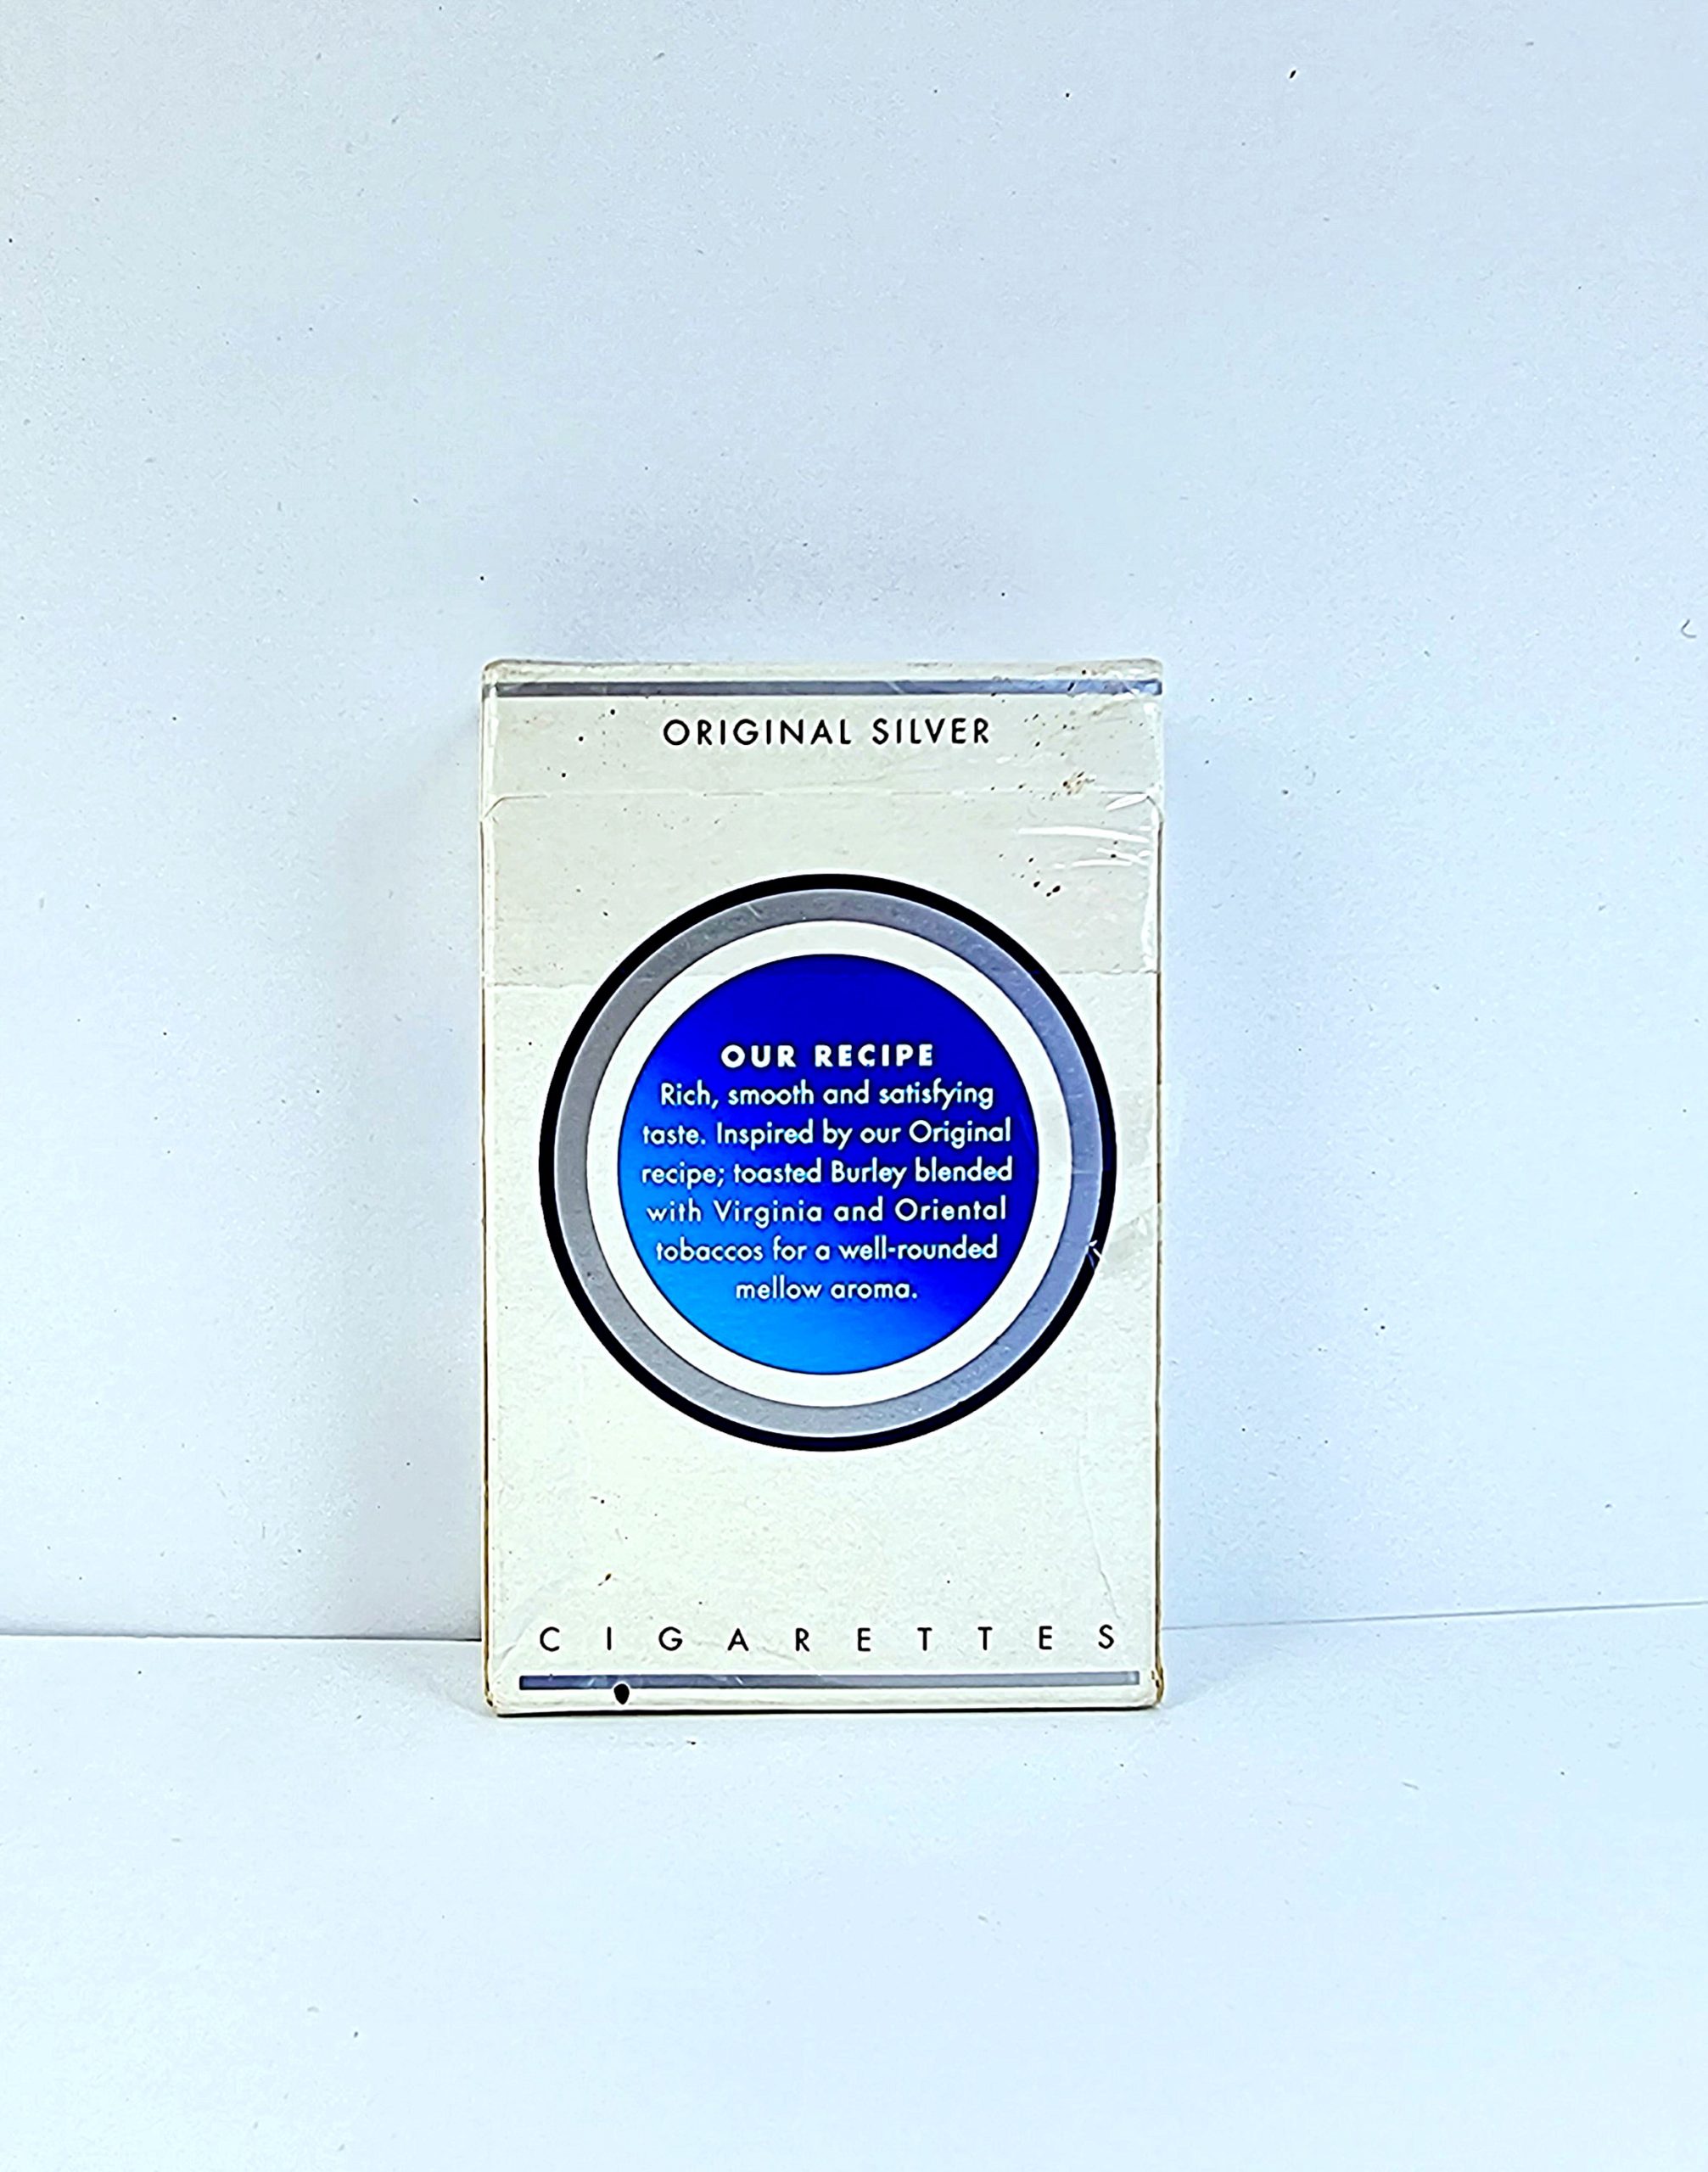 ORIGINAL SILVER
OUR RECIPE
Rich, smooth and satisfying
taste. Inspired by our Original
recipe; toasted Burley blended
with Virginia and Oriental
tobaccos for a well-rounded
mellow aroma.
CIGARETTES